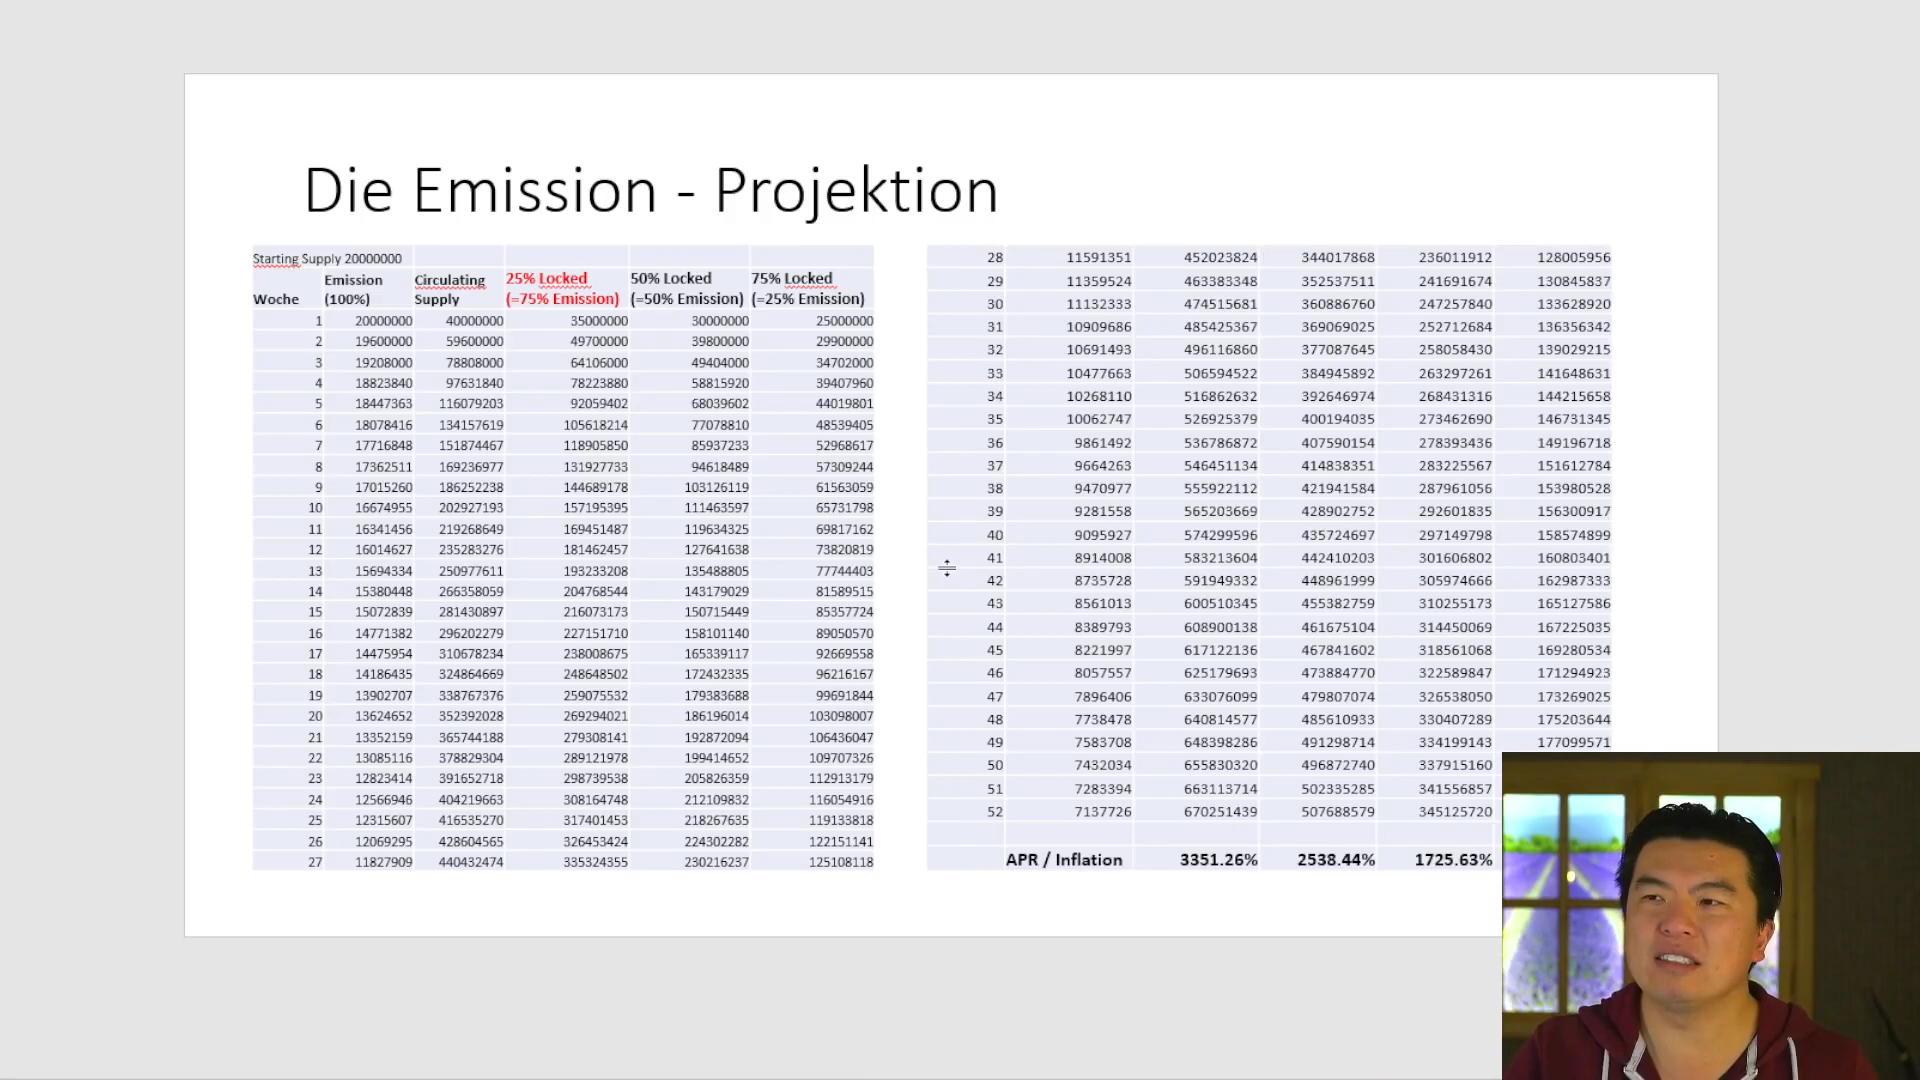 Die Emission - Projektion
Starting Supply 20000000
Woche Emission (100%) Circulating Supply 25% Locked (=75% Emission) 50% Locked (=50% Emission) 75% Locked (=25% Emission)
1 20000000 40000000 35000000 30000000 25000000
2 19600000 59600000 49700000 39800000 29900000
3 19208000 78808000 64106000 49404000 34702000
4 18823840 97631840 78223880 58815920 39407960
5 18447363 116079203 92059402 68039602 44019801
6 18078416 134157619 105618214 77078810 48539405
7 17716848 151874467 118905850 85937233 52968617
8 17362511 169236977 131927733 94618489 57309244
9 17015260 186252238 144689178 103126119 61563059
10 16674955 202927193 157195395 111463597 65731798
11 16341456 219268649 169451487 119634325 69817162
12 16014627 235283276 181462457 127641638 73820819
13 15694334 250977611 193233208 135488805 77744403
14 15380448 266358059 204768544 143179029 81589515
15 15072839 281430897 216073173 150715449 85357724
16 14771382 296202279 227151710 158101140 89050570
17 14475954 310678234 238008675 165339117 92669558
18 14186435 324864669 248648502 172432335 96216167
19 13902707 338767376 259075532 179383688 99691844
20 13624652 352392028 269294021 186196014 103098007
21 13352159 365744188 279308141 192872094 106436047
22 13085116 378829304 289121978 199414652 109707326
23 12823414 391652718 298739538 205826359 112913179
24 12566946 404219663 308164748 212109832 116054916
25 12315607 416535270 317401453 218267635 119133818
26 12069295 428604565 326453424 224302282 122151141
27 11827909 440432474 335324355 230216237 125108118
28 11591351 452023824 344017868 236011912 128005956
29 11359524 463383348 352537511 241691674 130845837
30 11132333 474515681 360886760 247257840 133628920
31 10909686 485425367 369069025 252712684 136356342
32 10691493 496116860 377087645 258058430 139029215
33 10477663 506594522 384945892 263297261 141648631
34 10268110 516862632 392646974 268431316 144215658
35 10062747 526925379 400194035 273462690 146731345
36 9861492 536786872 407590154 278393436 149196718
37 9664263 546451134 414838351 283225567 151612784
38 9470977 555922112 421941584 287961056 153980528
39 9281558 565203669 428902752 292601835 156300917
40 9095927 574299596 435724697 297149798 158574899
41 8914008 583213604 442410203 301606802 160803401
42 8735728 591949332 448961999 305974666 162987333
43 8561013 600510345 455382759 310255173 165127586
44 8389793 608900138 461675104 314450069 167225035
45 8221997 617122136 467841602 318561068 169280534
46 8057557 625179693 473884770 322589847 171294923
47 7896406 633076099 479807074 326538050 173269025
48 7738478 640814577 485610933 330407289 175203644
49 7583708 648398286 491298714 334199143 177099571
50 7432034 655830320 496872740 337915160
51 7283394 663113714 502335285 341556857
52 7137726 670251439 507688579 345125720
APR / Inflation 3351.26% 2538.44% 1725.63%